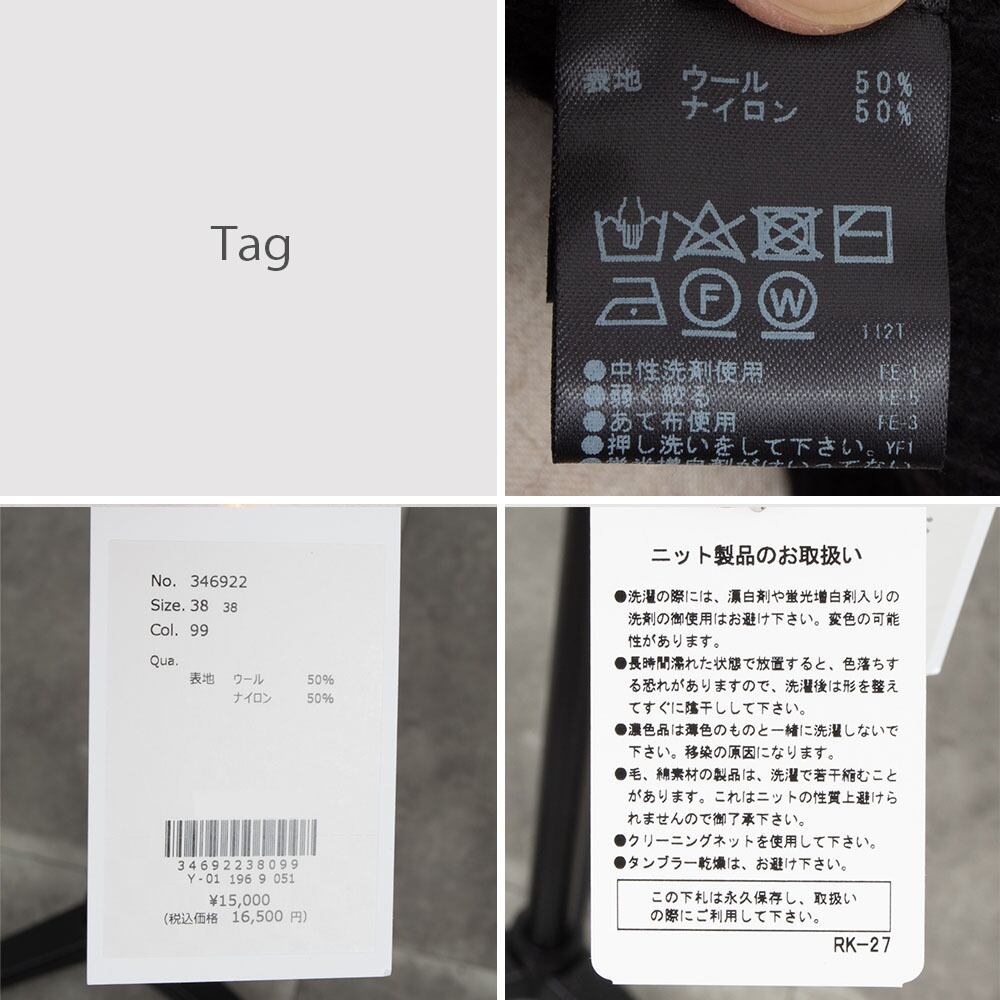 Tag
表地 ウール 50%
ナイロン 50%
F W
112T
●中性洗剤使用 FE-1
●弱く絞る FE-5
●あて布使用 FE-3
●押し洗いをして下さい。YF1
No. 346922
Size. 38 38
Col. 99
Qua.
表地 ウール 50%
ナイロン 50%
34692238099
Y-01 196 9 051
¥15,000
(税込価格 16,500 円)
ニット製品のお取扱い
●洗濯の際には、漂白剤や蛍光増白剤入りの
洗剤の御使用はお避け下さい。変色の可能
性があります。
●長時間濡れた状態で放置すると、色落ちす
る恐れがありますので、洗濯後は形を整え
てすぐに陰干しして下さい。
●濃色品は薄色のものと一緒に洗濯しないで
下さい。移染の原因になります。
●毛、綿素材の製品は、洗濯で若干縮むこと
があります。これはニットの性質上避けら
れませんので御了承下さい。
●クリーニングネットを使用して下さい。
●タンブラー乾燥は、お避け下さい。
この下札は永久保存し、取扱い
の際にご利用して下さい。
RK-27